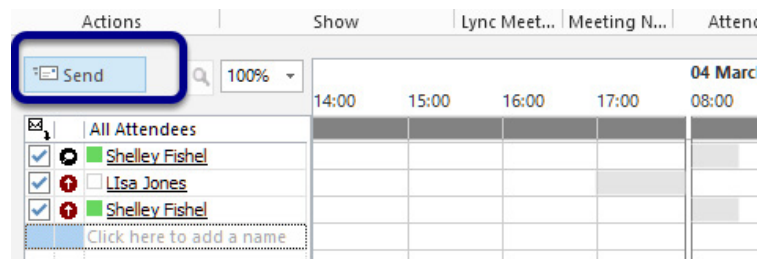 Actions Show Lync Meet... Meeting N... Attend
Send 100% 04 Marc
14:00 15:00 16:00 17:00 08:00
All Attendees
Shelley Fishel
LIsa Jones
Shelley Fishel
Click here to add a name